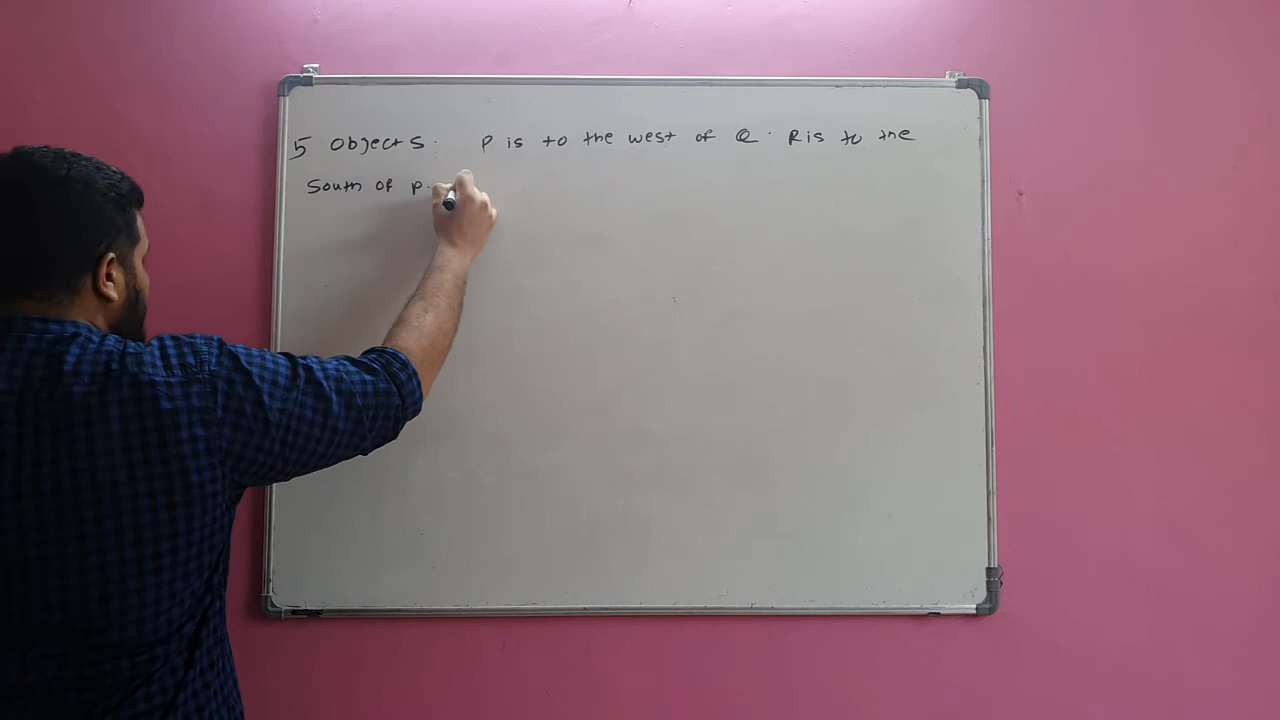 5 Objects. P is to the west of Q. R is to the
South of P.